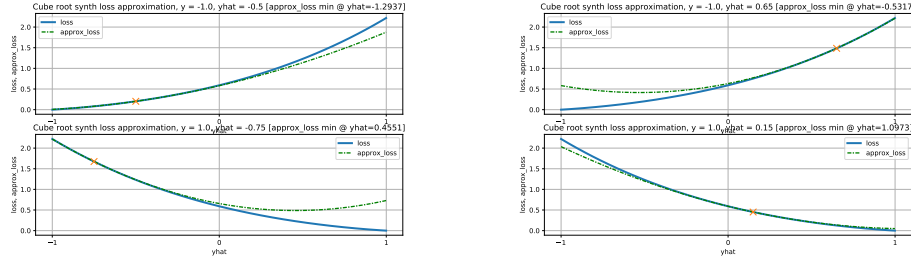 Cube root synth loss approximation, y = -1.0, yhat = -0.5 [approx_loss min @ yhat=-1.2937]
loss, approx_loss
2.0
1.5
1.0
0.5
0.0
loss
approx_loss
−1
0
1
yhat
Cube root synth loss approximation, y = -1.0, yhat = 0.65 [approx_loss min @ yhat=-0.5317
loss, approx_loss
2.0
1.5
1.0
0.5
0.0
loss
approx_loss
−1
0
1
yhat
Cube root synth loss approximation, y = 1.0, yhat = -0.75 [approx_loss min @ yhat=0.4551]
loss, approx_loss
2.0
1.5
1.0
0.5
0.0
loss
approx_loss
−1
0
1
yhat
Cube root synth loss approximation, y = 1.0, yhat = 0.15 [approx_loss min @ yhat=1.0973]
loss, approx_loss
2.0
1.5
1.0
0.5
0.0
loss
approx_loss
−1
0
1
yhat